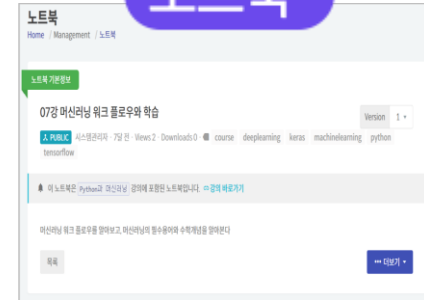 노트북
노트북
Home / Management / 노트북
노트북 기본정보
07강 머신러닝 워크 플로우와 학습
Version 1
PUBLIC 시스템관리자 · 7달 전 · Views 2 · Downloads 0 · course deeplearning keras machinelearning python
tensorflow
이 노트북은 Python과 머신러닝 강의에 포함된 노트북입니다. 강의 바로가기
머신러닝 워크 플로우를 알아보고, 머신러닝의 필수용어와 수학개념을 알아본다
목록
더보기